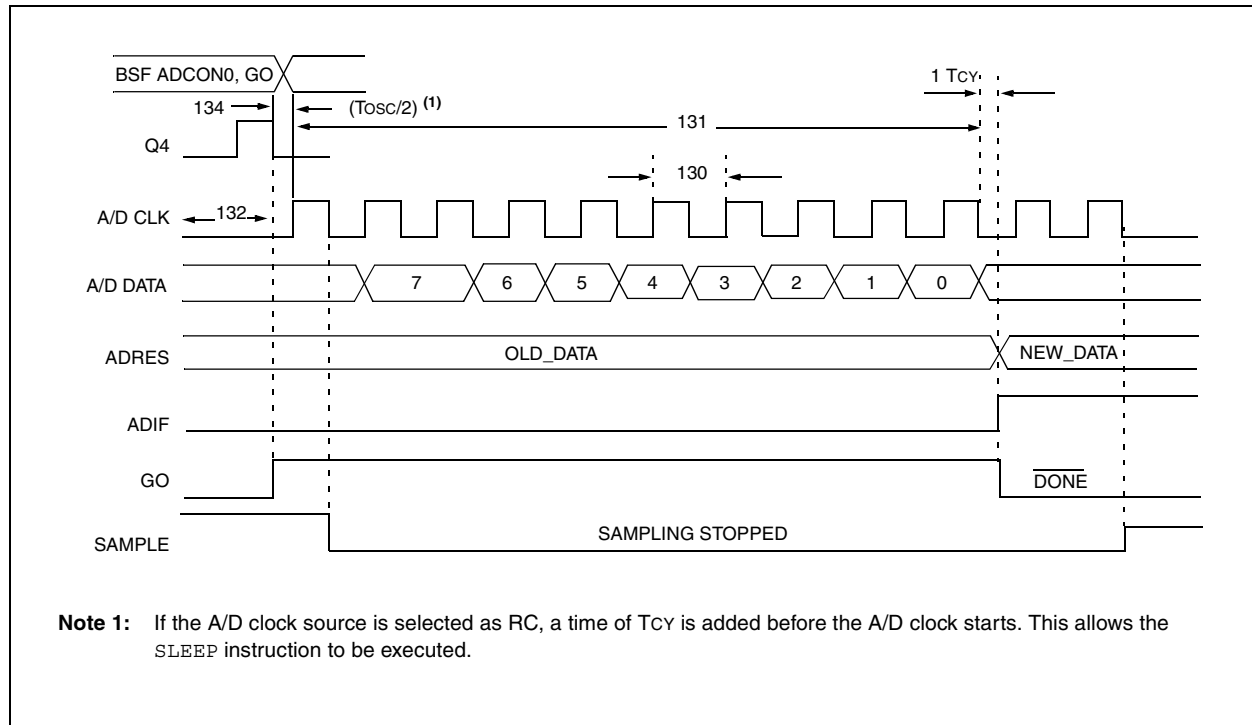 BSF ADCON0, GO
134
(TOSC/2) (1)
1 TCY
131
Q4
130
A/D CLK
132
A/D DATA
7
6
5
4
3
2
1
0
ADRES
OLD_DATA
NEW_DATA
ADIF
GO
DONE
SAMPLE
SAMPLING STOPPED
Note 1: If the A/D clock source is selected as RC, a time of TCY is added before the A/D clock starts. This allows the
SLEEP instruction to be executed.